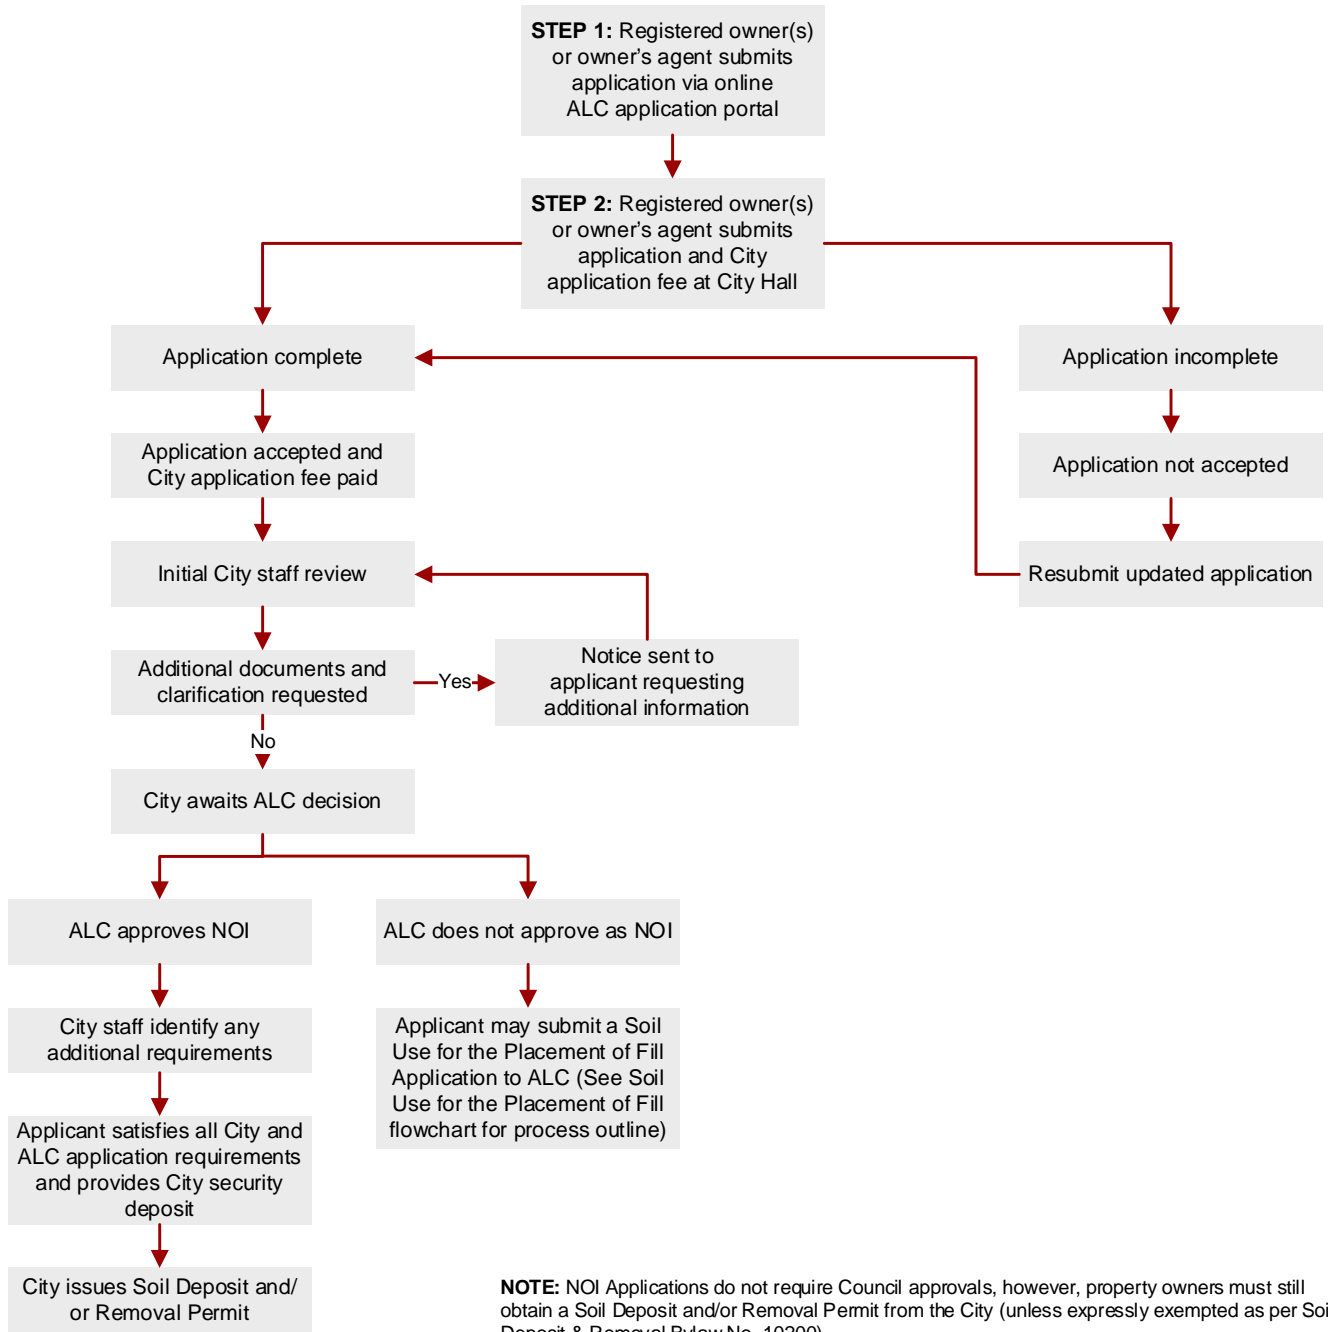 STEP 1: Registered owner(s)
or owner's agent submits
application via online
ALC application portal
STEP 2: Registered owner(s)
or owner's agent submits
application and City
application fee at City Hall
Application complete
Application incomplete
Application accepted and
City application fee paid
Application not accepted
Initial City staff review
Resubmit updated application
Additional documents and
clarification requested
Yes
Notice sent to
applicant requesting
additional information
No
City awaits ALC decision
ALC approves NOI
ALC does not approve as NOI
City staff identify any
additional requirements
Applicant may submit a Soil
Use for the Placement of Fill
Application to ALC (See Soil
Use for the Placement of Fill
flowchart for process outline)
Applicant satisfies all City and
ALC application requirements
and provides City security
deposit
City issues Soil Deposit and/
or Removal Permit
NOTE: NOI Applications do not require Council approvals, however, property owners must still
obtain a Soil Deposit and/or Removal Permit from the City (unless expressly exempted as per Soi
Deposit & Removal Bylaw No. 10200)